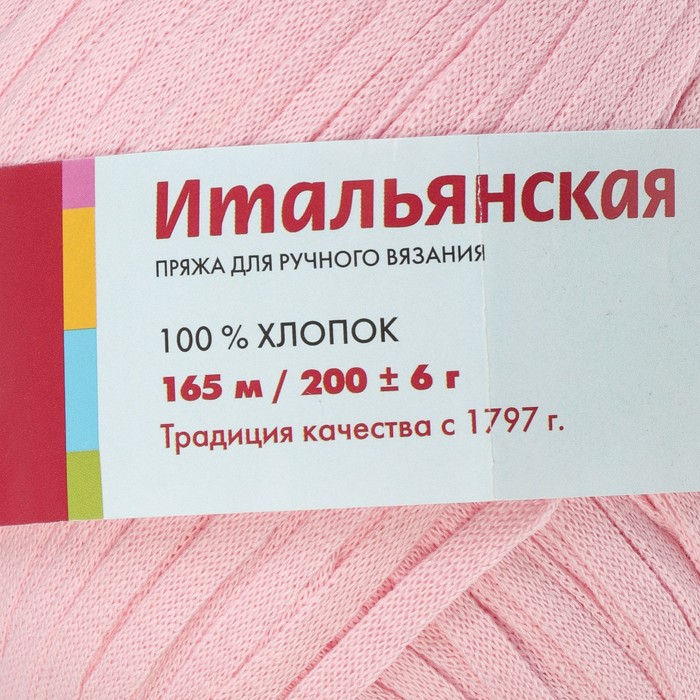 Итальянская
ПРЯЖА ДЛЯ РУЧНОГО ВЯЗАНИЯ
100 % ХЛОПОК
165 м / 200 ± 6 г
Традиция качества с 1797 г.